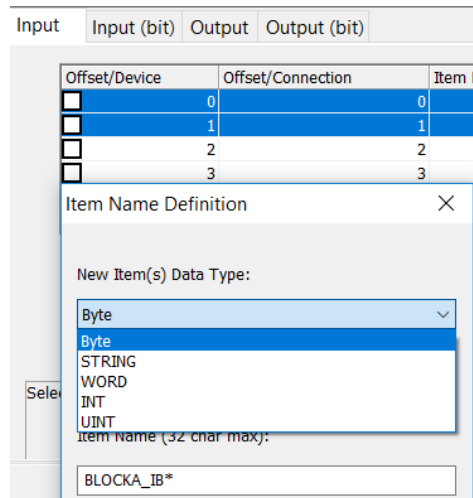 Input Input (bit) Output Output (bit)
Offset/Device Offset/Connection Item
0 0
1 1
2 2
3 3
Item Name Definition
New Item(s) Data Type:
Byte
Byte
STRING
WORD
INT
UINT
Item Name (32 char max):
BLOCKA_IB*